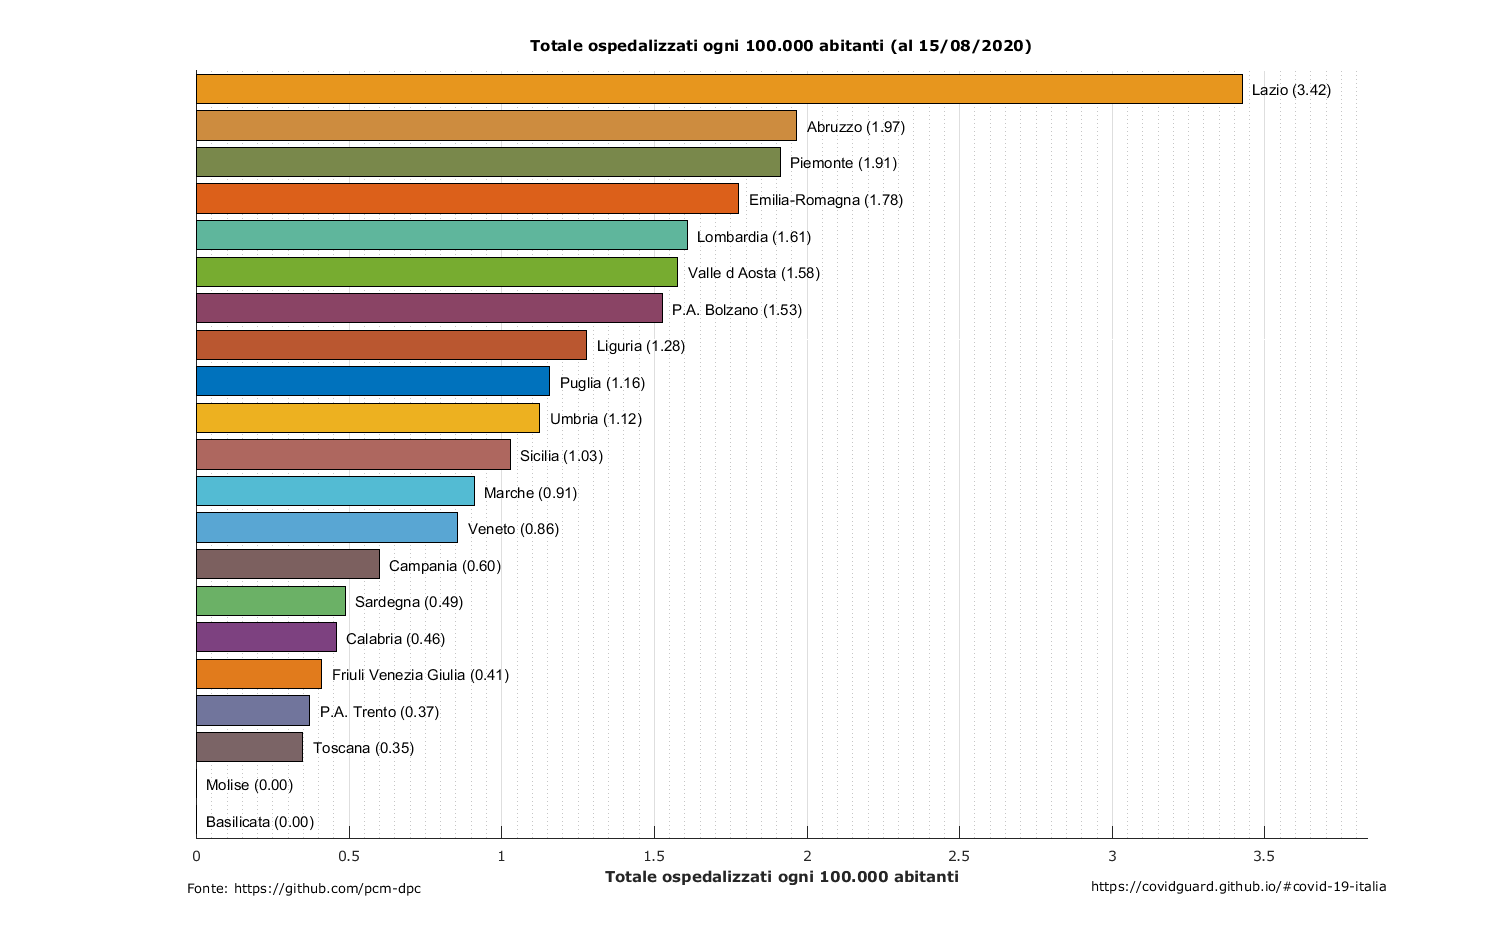 Totale ospedalizzati ogni 100.000 abitanti (al 15/08/2020)
Lazio (3.42)
Abruzzo (1.97)
Piemonte (1.91)
Emilia-Romagna (1.78)
Lombardia (1.61)
Valle d Aosta (1.58)
P.A. Bolzano (1.53)
Liguria (1.28)
Puglia (1.16)
Umbria (1.12)
Sicilia (1.03)
Marche (0.91)
Veneto (0.86)
Campania (0.60)
Sardegna (0.49)
Calabria (0.46)
Friuli Venezia Giulia (0.41)
P.A. Trento (0.37)
Toscana (0.35)
Molise (0.00)
Basilicata (0.00)
0 0.5 1 1.5 2 2.5 3 3.5
Totale ospedalizzati ogni 100.000 abitanti
Fonte: https://github.com/pcm-dpc
https://covidguard.github.io/#covid-19-italia